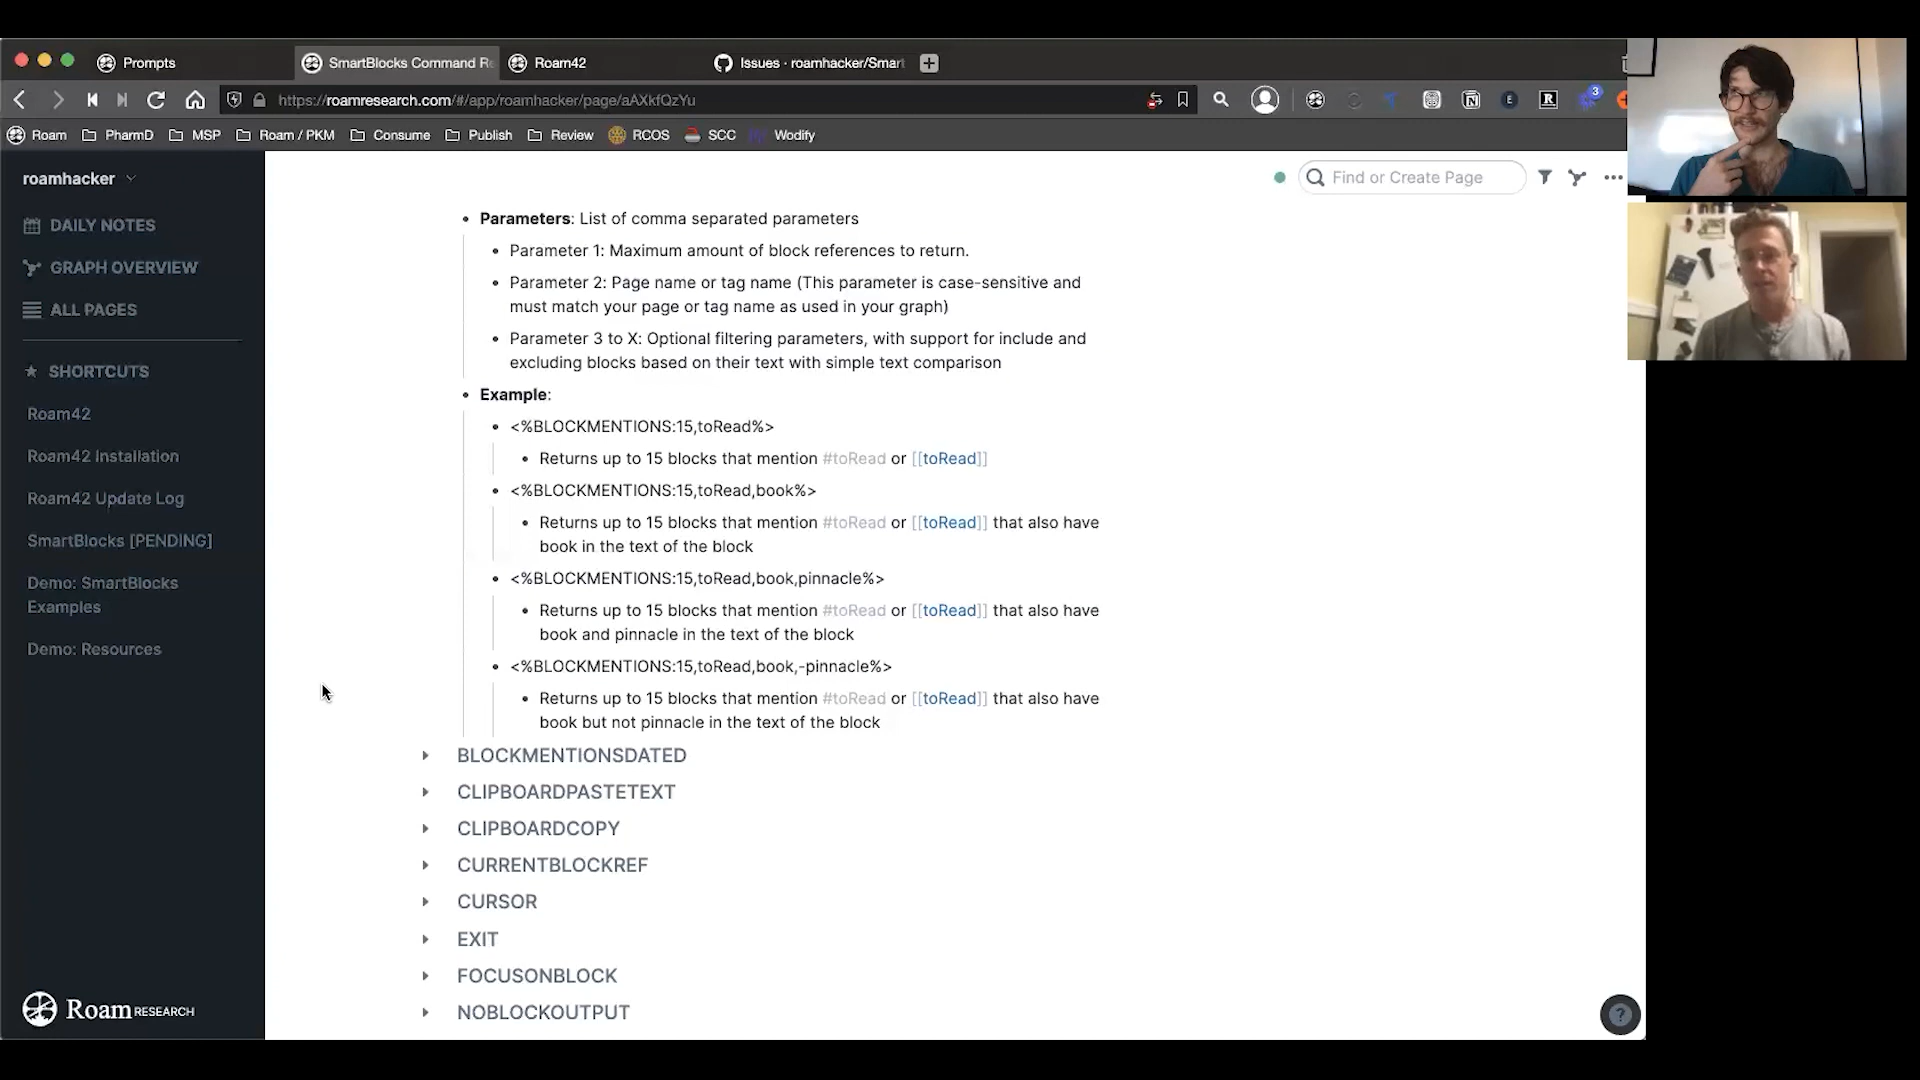 Prompts
SmartBlocks Command R
Roam42
Issues · roamhacker/Smart
https://roamresearch.com/#/app/roamhacker/page/aAXkfQzYu
3
Roam
PharmD
MSP
Roam / PKM
Consume
Publish
Review
RCOS
SCC
Wodify
roamhacker
Find or Create Page
DAILY NOTES
GRAPH OVERVIEW
ALL PAGES
SHORTCUTS
Roam42
Roam42 Installation
Roam42 Update Log
SmartBlocks [PENDING]
Demo: SmartBlocks
Examples
Demo: Resources
Roam RESEARCH
Parameters: List of comma separated parameters
Parameter 1: Maximum amount of block references to return.
Parameter 2: Page name or tag name (This parameter is case-sensitive and
must match your page or tag name as used in your graph)
Parameter 3 to X: Optional filtering parameters, with support for include and
excluding blocks based on their text with simple text comparison
Example:
<%BLOCKMENTIONS:15,toRead%>
Returns up to 15 blocks that mention #toRead or [[toRead]]
<%BLOCKMENTIONS:15,toRead,book%>
Returns up to 15 blocks that mention #toRead or [[toRead]] that also have
book in the text of the block
<%BLOCKMENTIONS:15,toRead,book,pinnacle%>
Returns up to 15 blocks that mention #toRead or [[toRead]] that also have
book and pinnacle in the text of the block
<%BLOCKMENTIONS:15,toRead,book,-pinnacle%>
Returns up to 15 blocks that mention #toRead or [[toRead]] that also have
book but not pinnacle in the text of the block
BLOCKMENTIONSDATED
CLIPBOARDPASTETEXT
CLIPBOARDCOPY
CURRENTBLOCKREF
CURSOR
EXIT
FOCUSONBLOCK
NOBLOCKOUTPUT
?